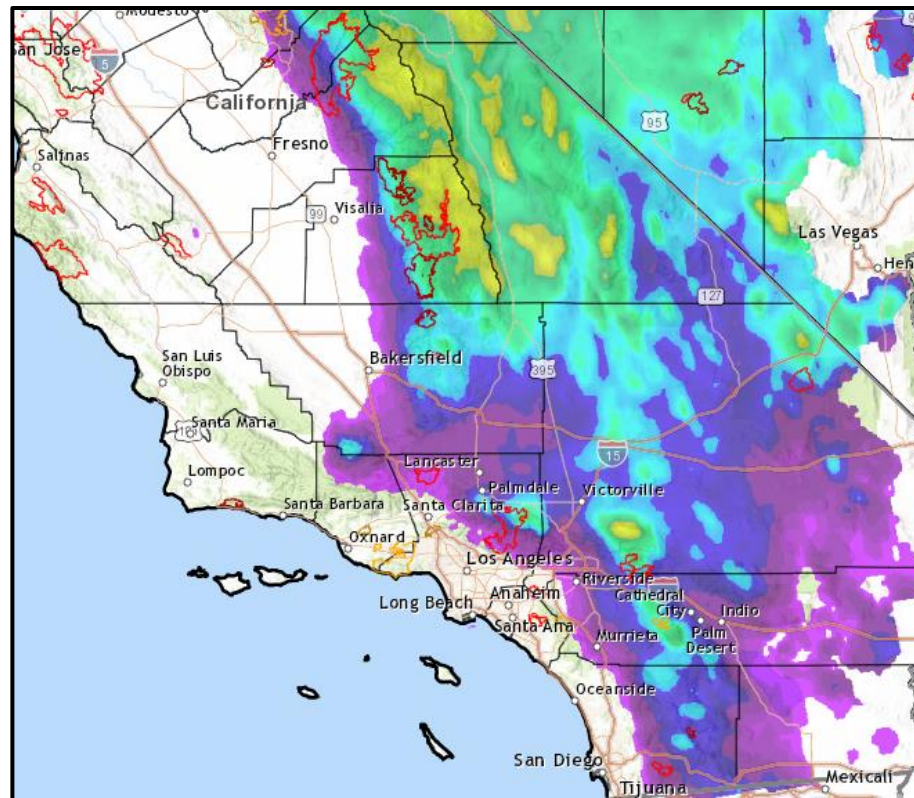 Modesto
San Jose
5
California
95
Fresno
Salinas
99
Visalia
Las Vegas
127
San Luis
Obispo
Bakersfield
395
Santa Maria
Lompoc
15
Lancaster
Palmdale
Victorville
Santa Barbara
Santa Clarita
Oxnard
Los Angeles
Riverside
Cathedral
City
Indio
Anaheim
Long Beach
Santa Ana
Murrieta
Palm
Desert
Oceanside
San Diego
Tijuana
Mexicali